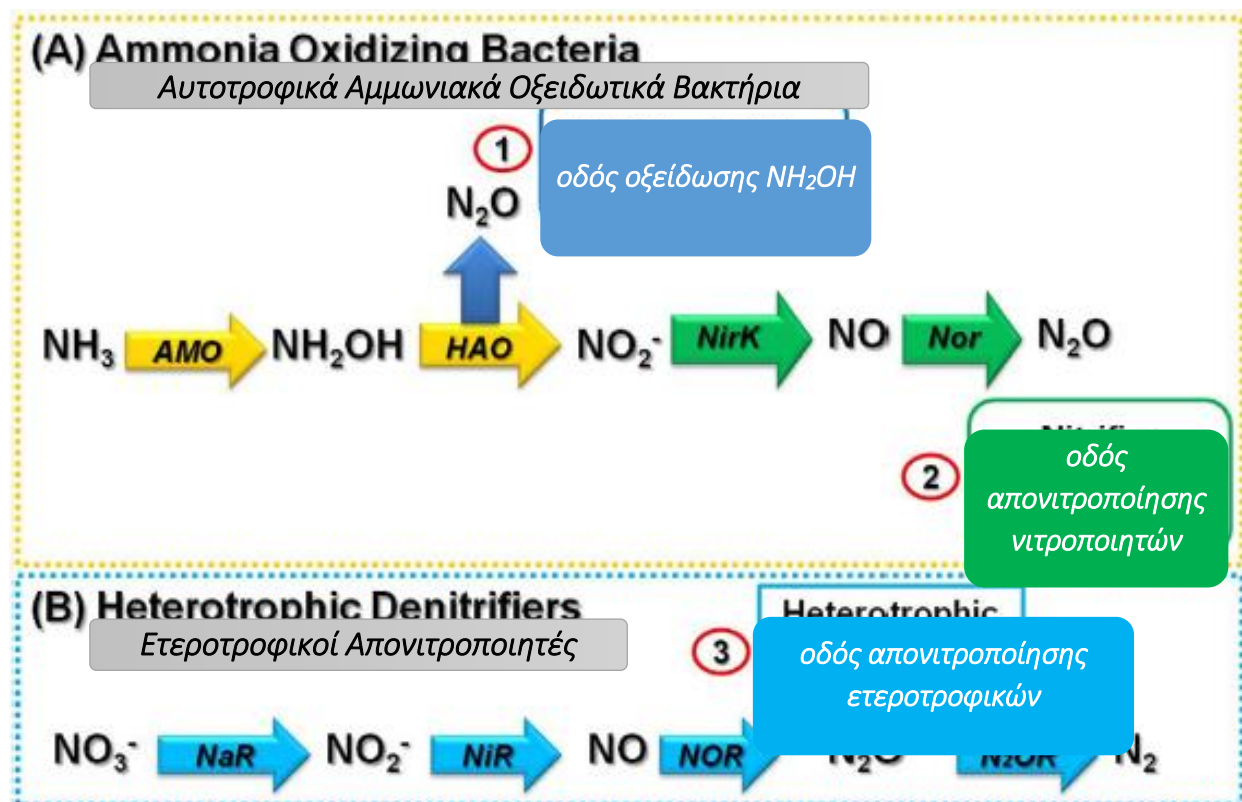 (A) Ammonia Oxidizing Bacteria
Αυτοτροφικά Αμμωνιακά Οξειδωτικά Βακτήρια
1
οδός οξείδωσης NH₂OH
N₂O
NH₃ AMO NH₂OH HAO NO₂⁻ NirK NO Nor N₂O
2
οδός
απονιτροποίησης
νιτροποιητών
(B) Heterotrophic Denitrifiers
Heterotrophic
Ετεροτροφικοί Απονιτροποιητές
3
οδός απονιτροποίησης
ετεροτροφικών
NO₃⁻ NaR NO₂⁻ NiR NO NOR N₂O N₂OR N₂